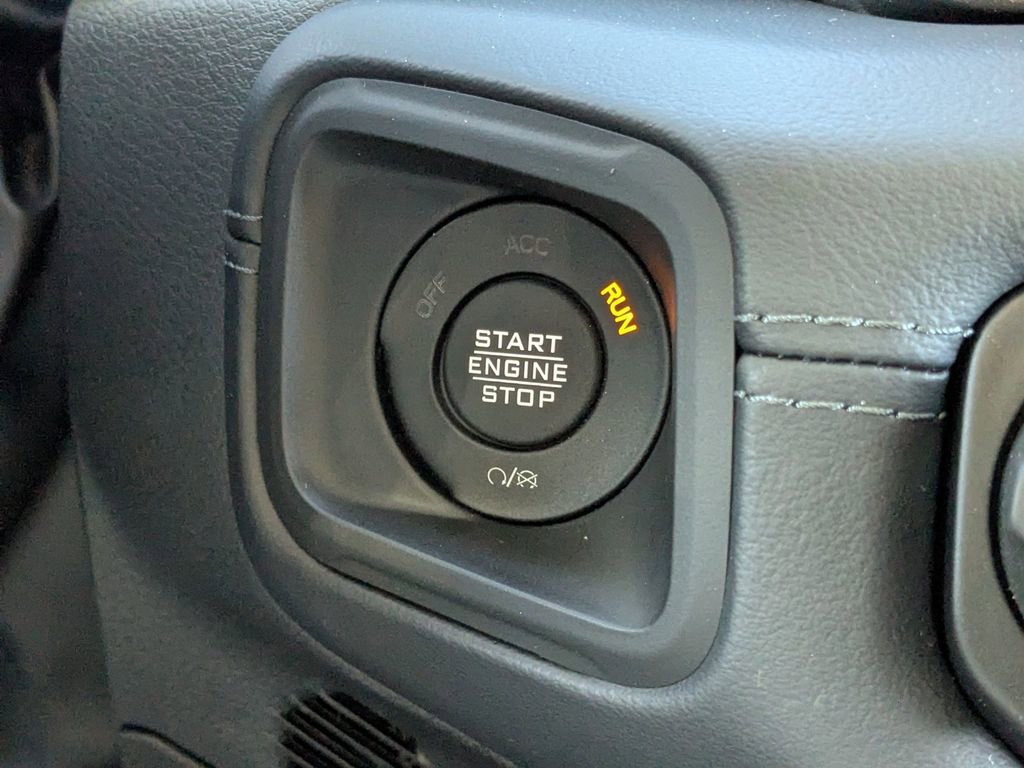 ACC
OFF
RUN
START
ENGINE
STOP